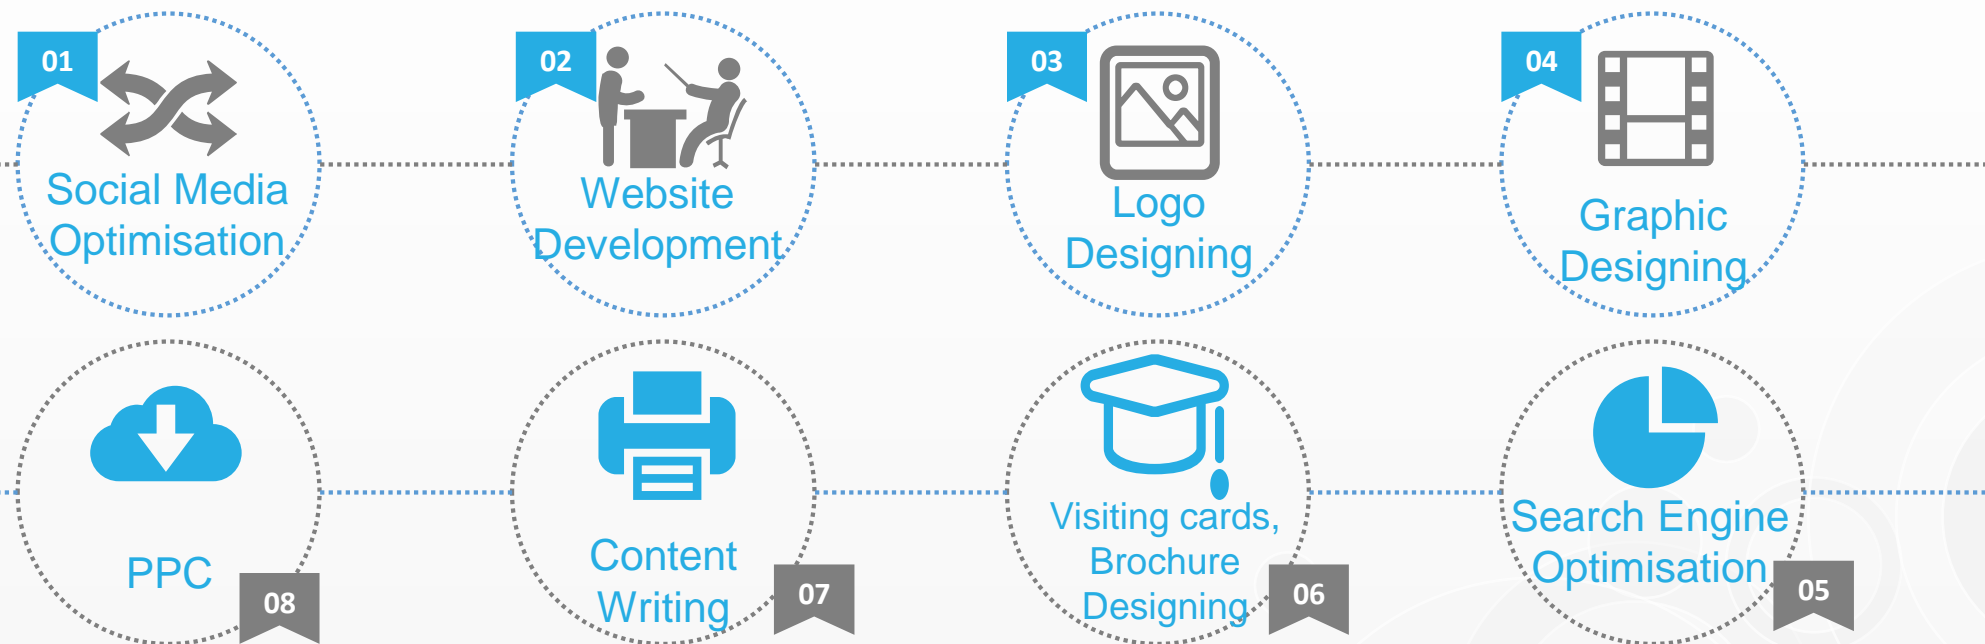 01
Social Media
Optimisation
02
Website
Development
03
Logo
Designing
04
Graphic
Designing
PPC
08
Content
Writing
07
Visiting cards,
Brochure
Designing
06
Search Engine
Optimisation
05